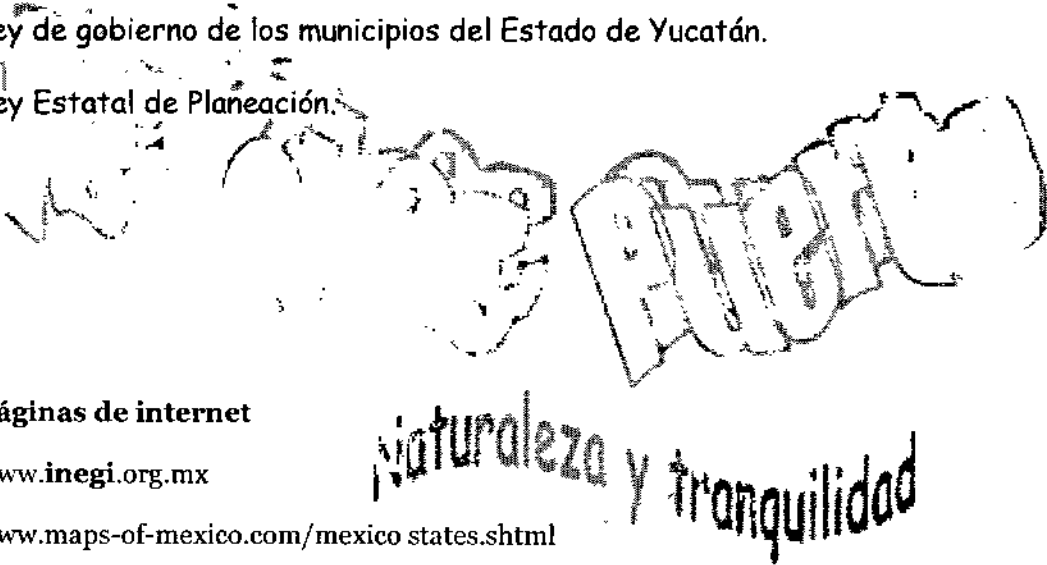 ey de gobierno de los municipios del Estado de Yucatán.
ey Estatal de Planeación.
áginas de internet
ww.inegi.org.mx
ww.maps-of-mexico.com/mexico states.shtml
Naturaleza y tranquilidad